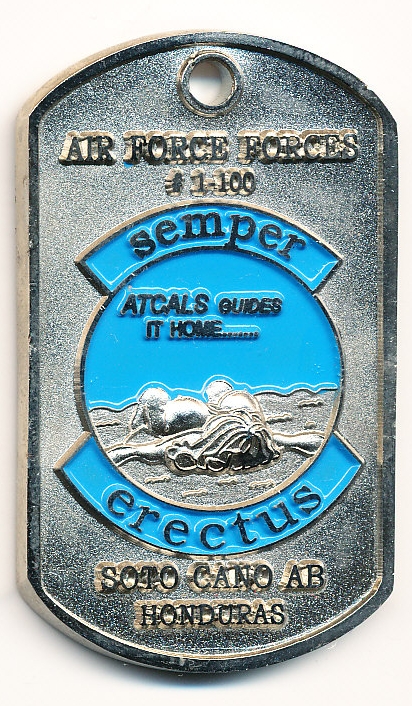 AIR FORCE FORCES
# 1-100
semper
ATCALS GUIDES
IT HOME.......
erectus
SOTO CANO AB
HONDURAS